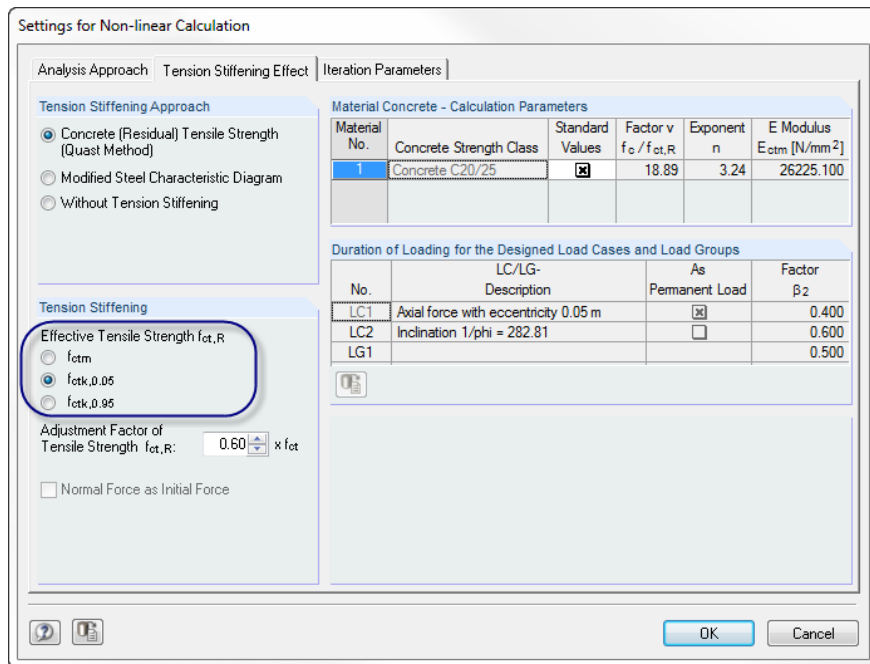 Settings for Non-linear Calculation
Analysis Approach
Tension Stiffening Effect
Iteration Parameters
Tension Stiffening Approach
Concrete (Residual) Tensile Strength
(Quast Method)
Modified Steel Characteristic Diagram
Without Tension Stiffening
Tension Stiffening
Effective Tensile Strength fct,R
fctm
fctk,0.05
fctk,0.95
Adjustment Factor of
Tensile Strength fct,R: 0.60 x fct
Normal Force as Initial Force
Material Concrete - Calculation Parameters
Material Standard Factor v Exponent E Modulus
No. Concrete Strength Class Values fc / fct,R n Ectm [N/mm²]
1 Concrete C20/25 18.89 3.24 26225.100
Duration of Loading for the Designed Load Cases and Load Groups
LC/LG- As Factor
No. Description Permanent Load β2
LC1 Axial force with eccentricity 0.05 m 0.400
LC2 Inclination 1/phi = 282.81 0.600
LG1 0.500
OK
Cancel